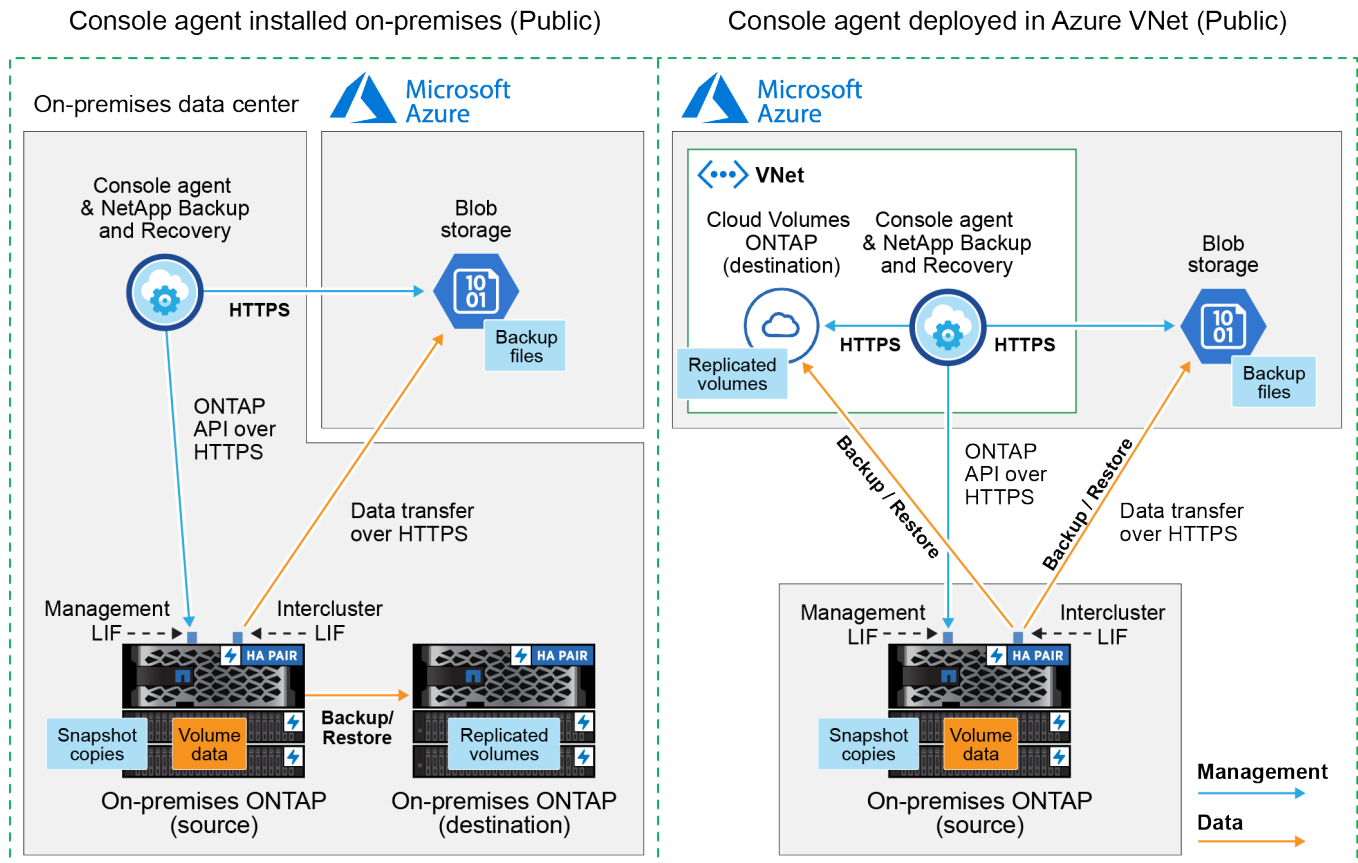 Console agent installed on-premises (Public)
On-premises data center
Microsoft
Azure
Console agent
& NetApp Backup
and Recovery
Blob
storage
HTTPS
10
01
Backup
files
ONTAP
API over
HTTPS
Data transfer
over HTTPS
Management
LIF
Intercluster
LIF
HA PAIR
HA PAIR
Snapshot
copies
Volume
data
Backup/
Restore
Replicated
volumes
On-premises ONTAP
(source)
On-premises ONTAP
(destination)
Console agent deployed in Azure VNet (Public)
Microsoft
Azure
VNet
Cloud Volumes
ONTAP
(destination)
Console agent
& NetApp Backup
and Recovery
Blob
storage
HTTPS
HTTPS
10
01
Replicated
volumes
Backup
files
Backup / Restore
ONTAP
API over
HTTPS
Backup / Restore
Data transfer
over HTTPS
Management
LIF
Intercluster
LIF
HA PAIR
Snapshot
copies
Volume
data
On-premises ONTAP
(source)
Management
Data